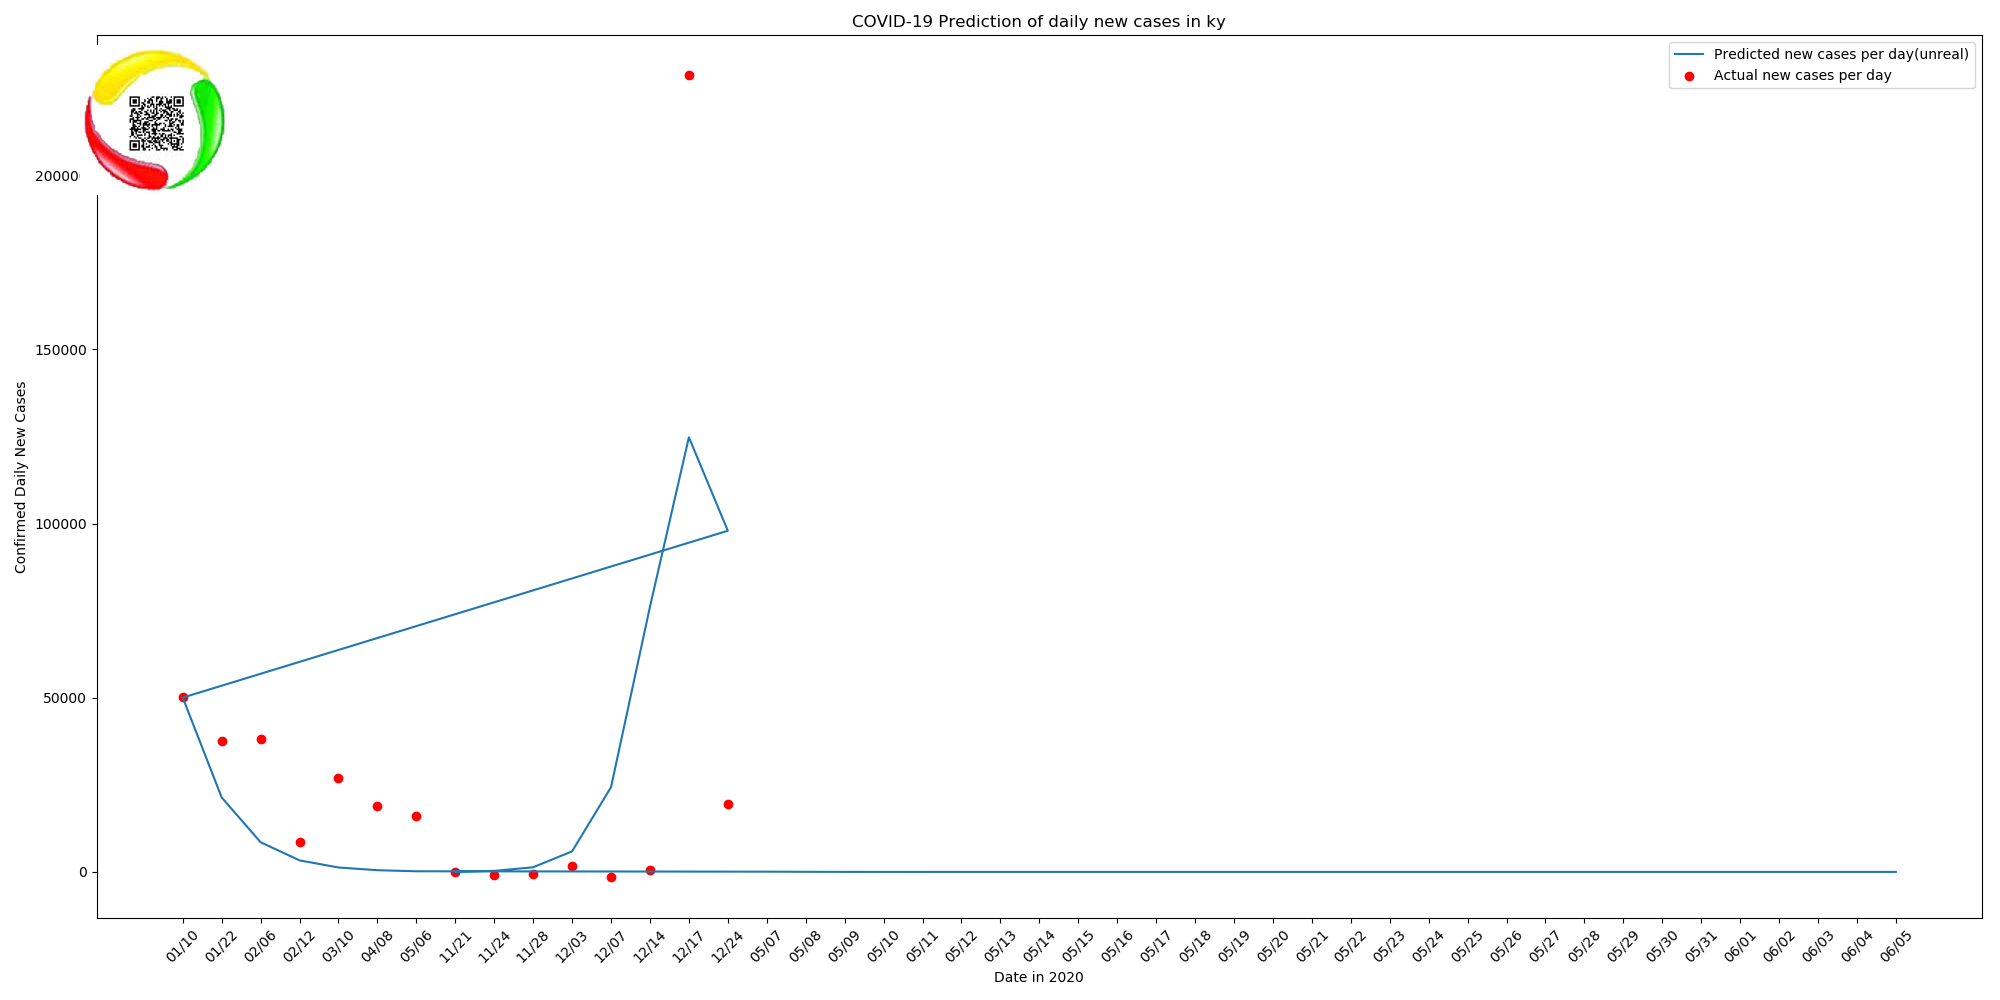 COVID-19 Prediction of daily new cases in ky
Predicted new cases per day(unreal)
Actual new cases per day
Confirmed Daily New Cases
150000
100000
50000
0
01/10 01/22 02/06 02/12 03/10 04/08 05/06 11/21 11/24 11/28 12/03 12/07 12/14 12/17 12/24 05/07 05/08 05/09 05/10 05/11 05/12 05/13 05/14 05/15 05/16 05/17 05/18 05/19 05/20 05/21 05/22 05/23 05/24 05/25 05/26 05/27 05/28 05/29 05/30 05/31 06/01 06/02 06/03 06/04 06/05
Date in 2020